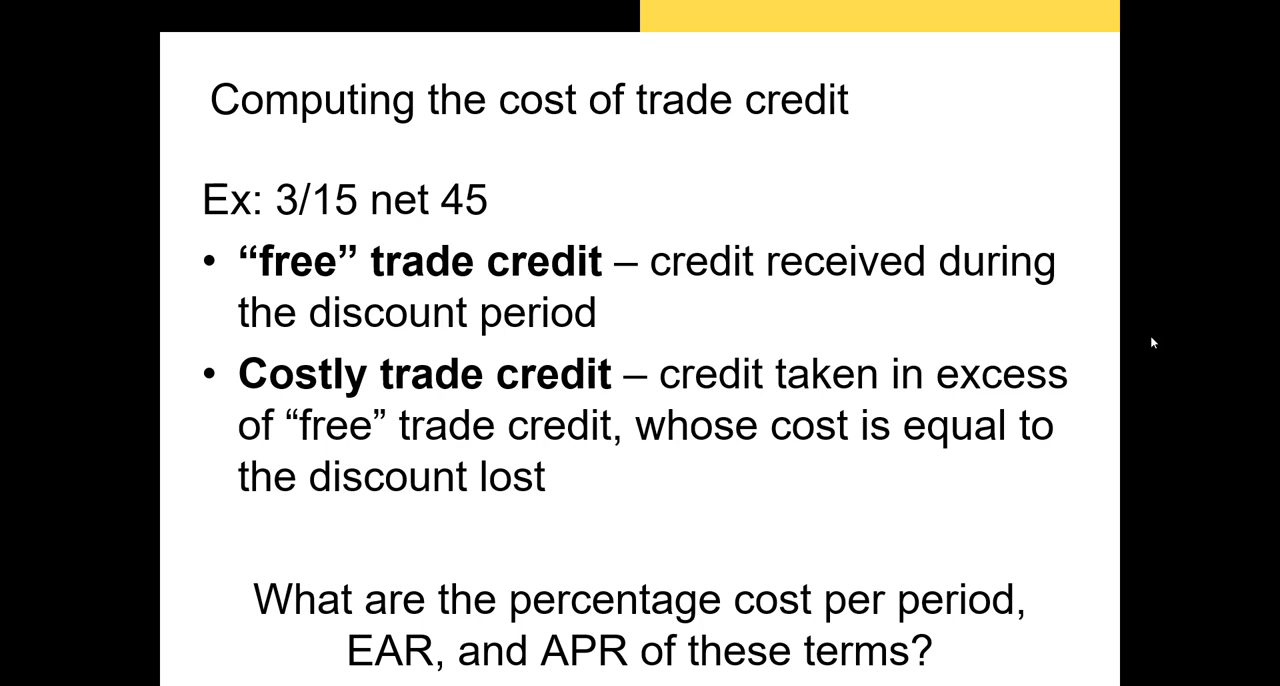 Computing the cost of trade credit
Ex: 3/15 net 45
• “free” trade credit – credit received during
the discount period
• Costly trade credit – credit taken in excess
of “free” trade credit, whose cost is equal to
the discount lost
What are the percentage cost per period,
EAR, and APR of these terms?